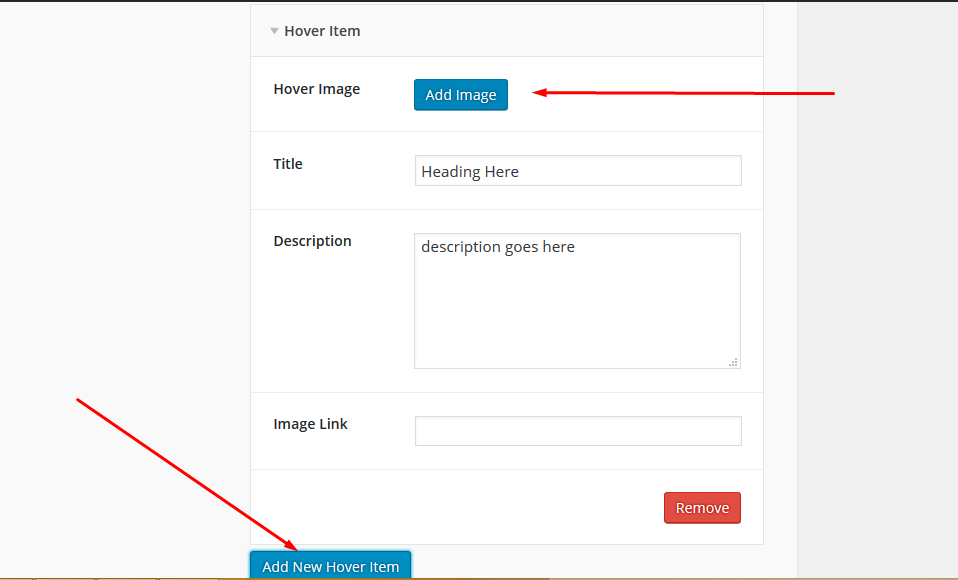 Hover Item
Hover Image
Add Image
Title
Heading Here
Description
description goes here
Image Link
Remove
Add New Hover Item